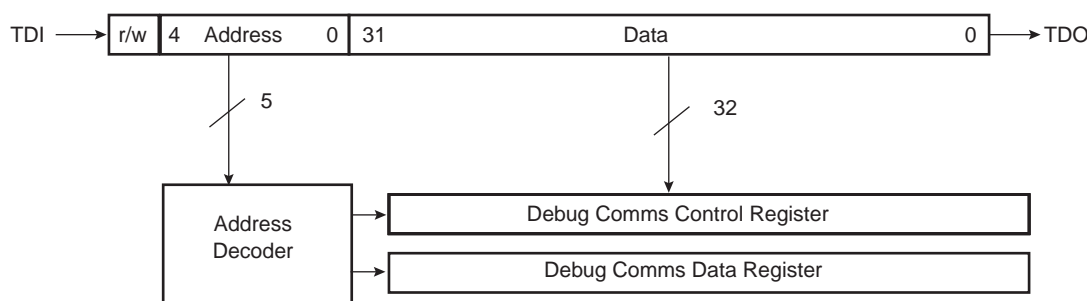 TDI r/w 4 Address 0 31 Data 0 TDO
5
32
Address
Decoder
Debug Comms Control Register
Debug Comms Data Register